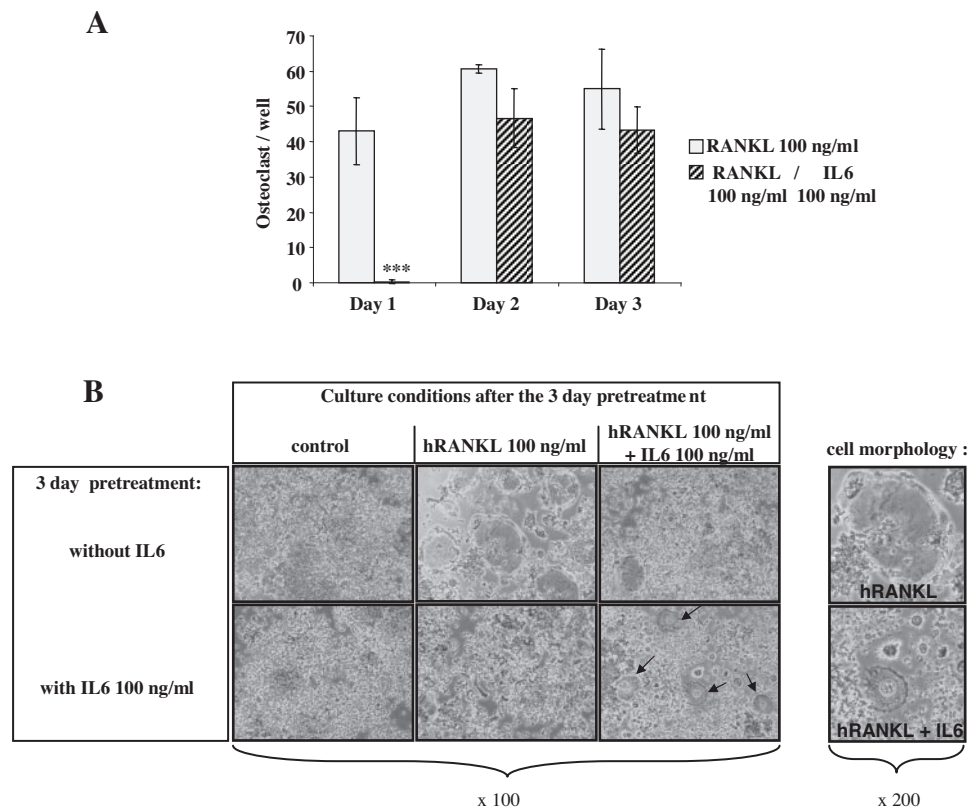 A
70
60
50
40
30
20
10
0
Osteoclast / well
***
Day 1 Day 2 Day 3
RANKL 100 ng/ml
RANKL / IL6
100 ng/ml 100 ng/ml
B
Culture conditions after the 3 day pretreatment
control
hRANKL 100 ng/ml
hRANKL 100 ng/ml
+ IL6 100 ng/ml
cell morphology :
3 day pretreatment:
without IL6
hRANKL
with IL6 100 ng/ml
hRANKL + IL6
x 100
x 200